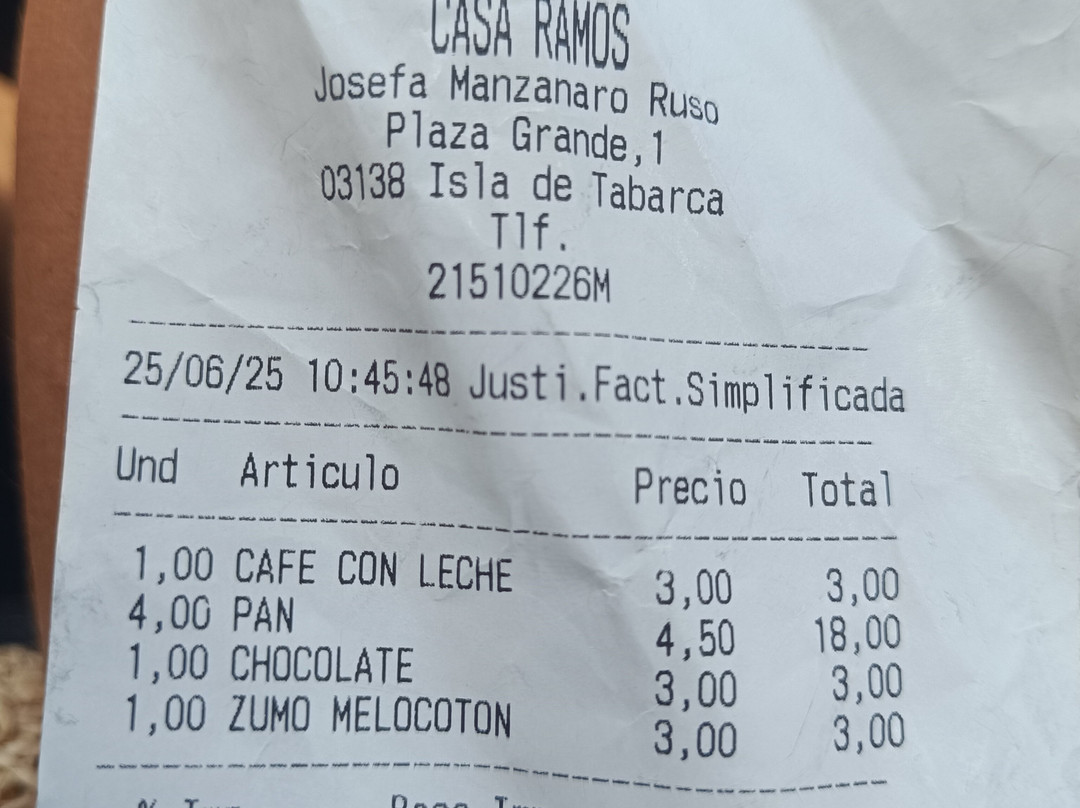 CASA RAMOS
Josefa Manzanaro Ruso
Plaza Grande,1
03138 Isla de Tabarca
Tlf.
21510226M
25/06/25 10:45:48 Justi.Fact.Simplificada
Und Articulo Precio Total
1,00 CAFE CON LECHE 3,00 3,00
4,00 PAN 4,50 18,00
1,00 CHOCOLATE 3,00 3,00
1,00 ZUMO MELOCOTON 3,00 3,00